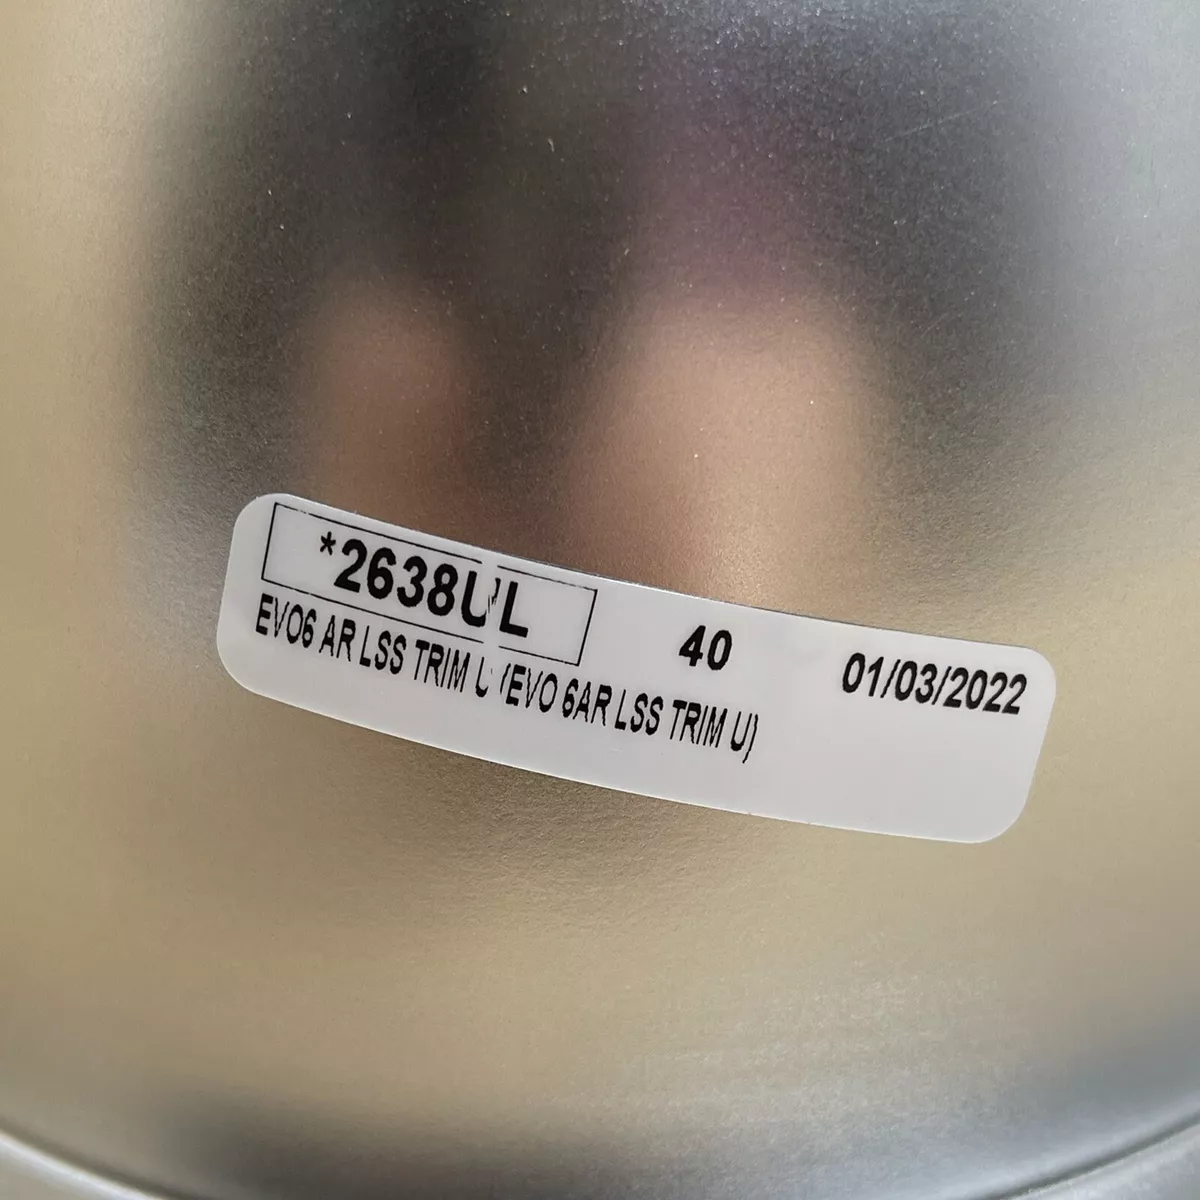 *2638UL 40 01/03/2022
EVO6 AR LSS TRIM U (EVO 6AR LSS TRIM U)